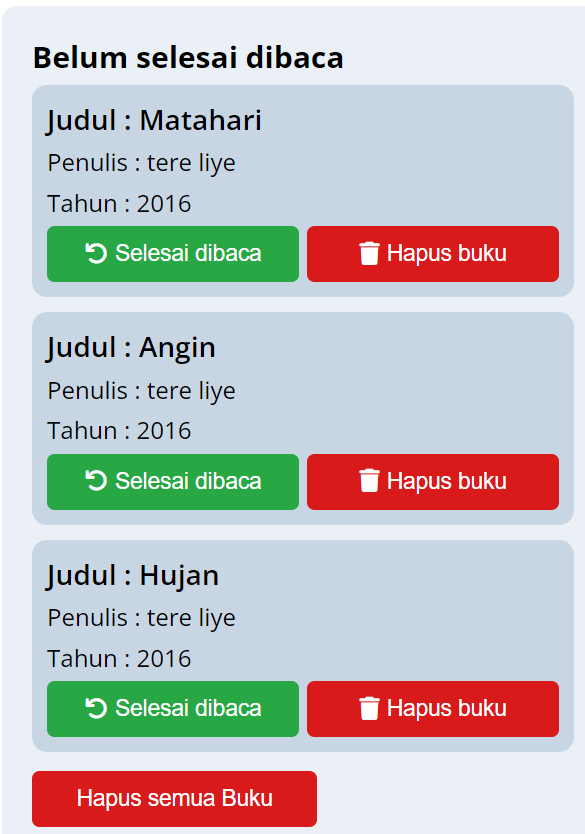 Belum selesai dibaca
Judul : Matahari
Penulis : tere liye
Tahun : 2016
Selesai dibaca Hapus buku
Judul : Angin
Penulis : tere liye
Tahun : 2016
Selesai dibaca Hapus buku
Judul : Hujan
Penulis : tere liye
Tahun : 2016
Selesai dibaca Hapus buku
Hapus semua Buku